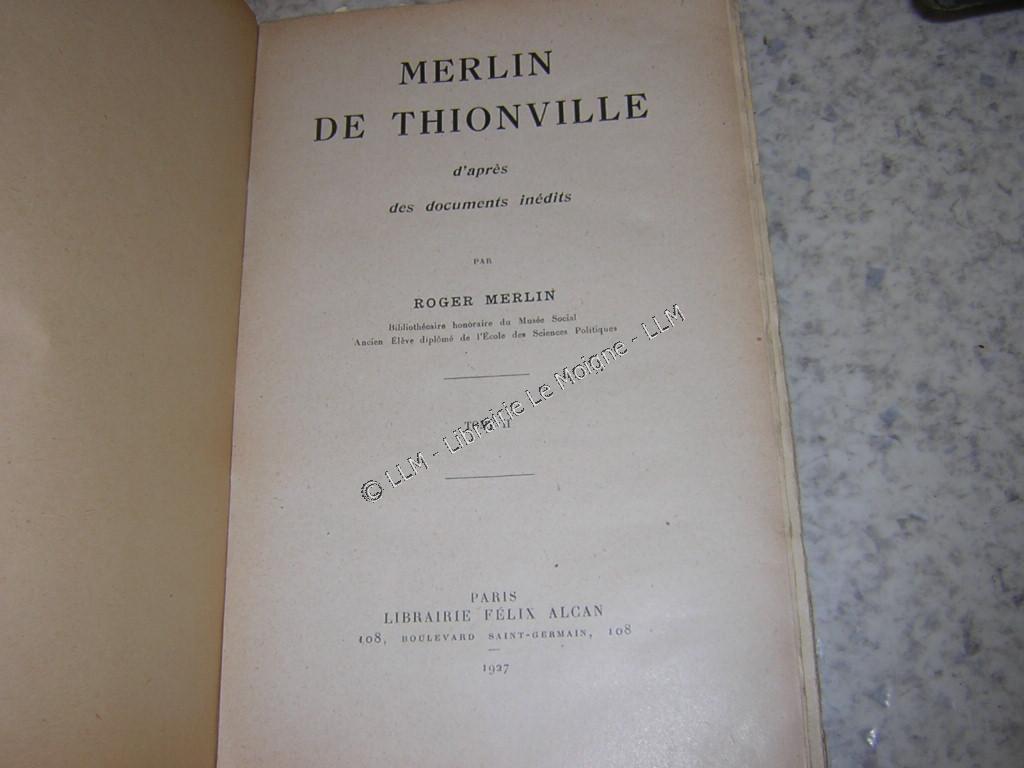 MERLIN
DE THIONVILLE
d'après
des documents inédits
PAR
ROGER MERLIN
Bibliothécaire honoraire du Musée Social
Ancien Élève diplômé de l'École des Sciences Politiques
© LLM - Librairie Le Moigne - LLM
PARIS
LIBRAIRIE FÉLIX ALCAN
108, BOULEVARD SAINT-GERMAIN, 108
1927